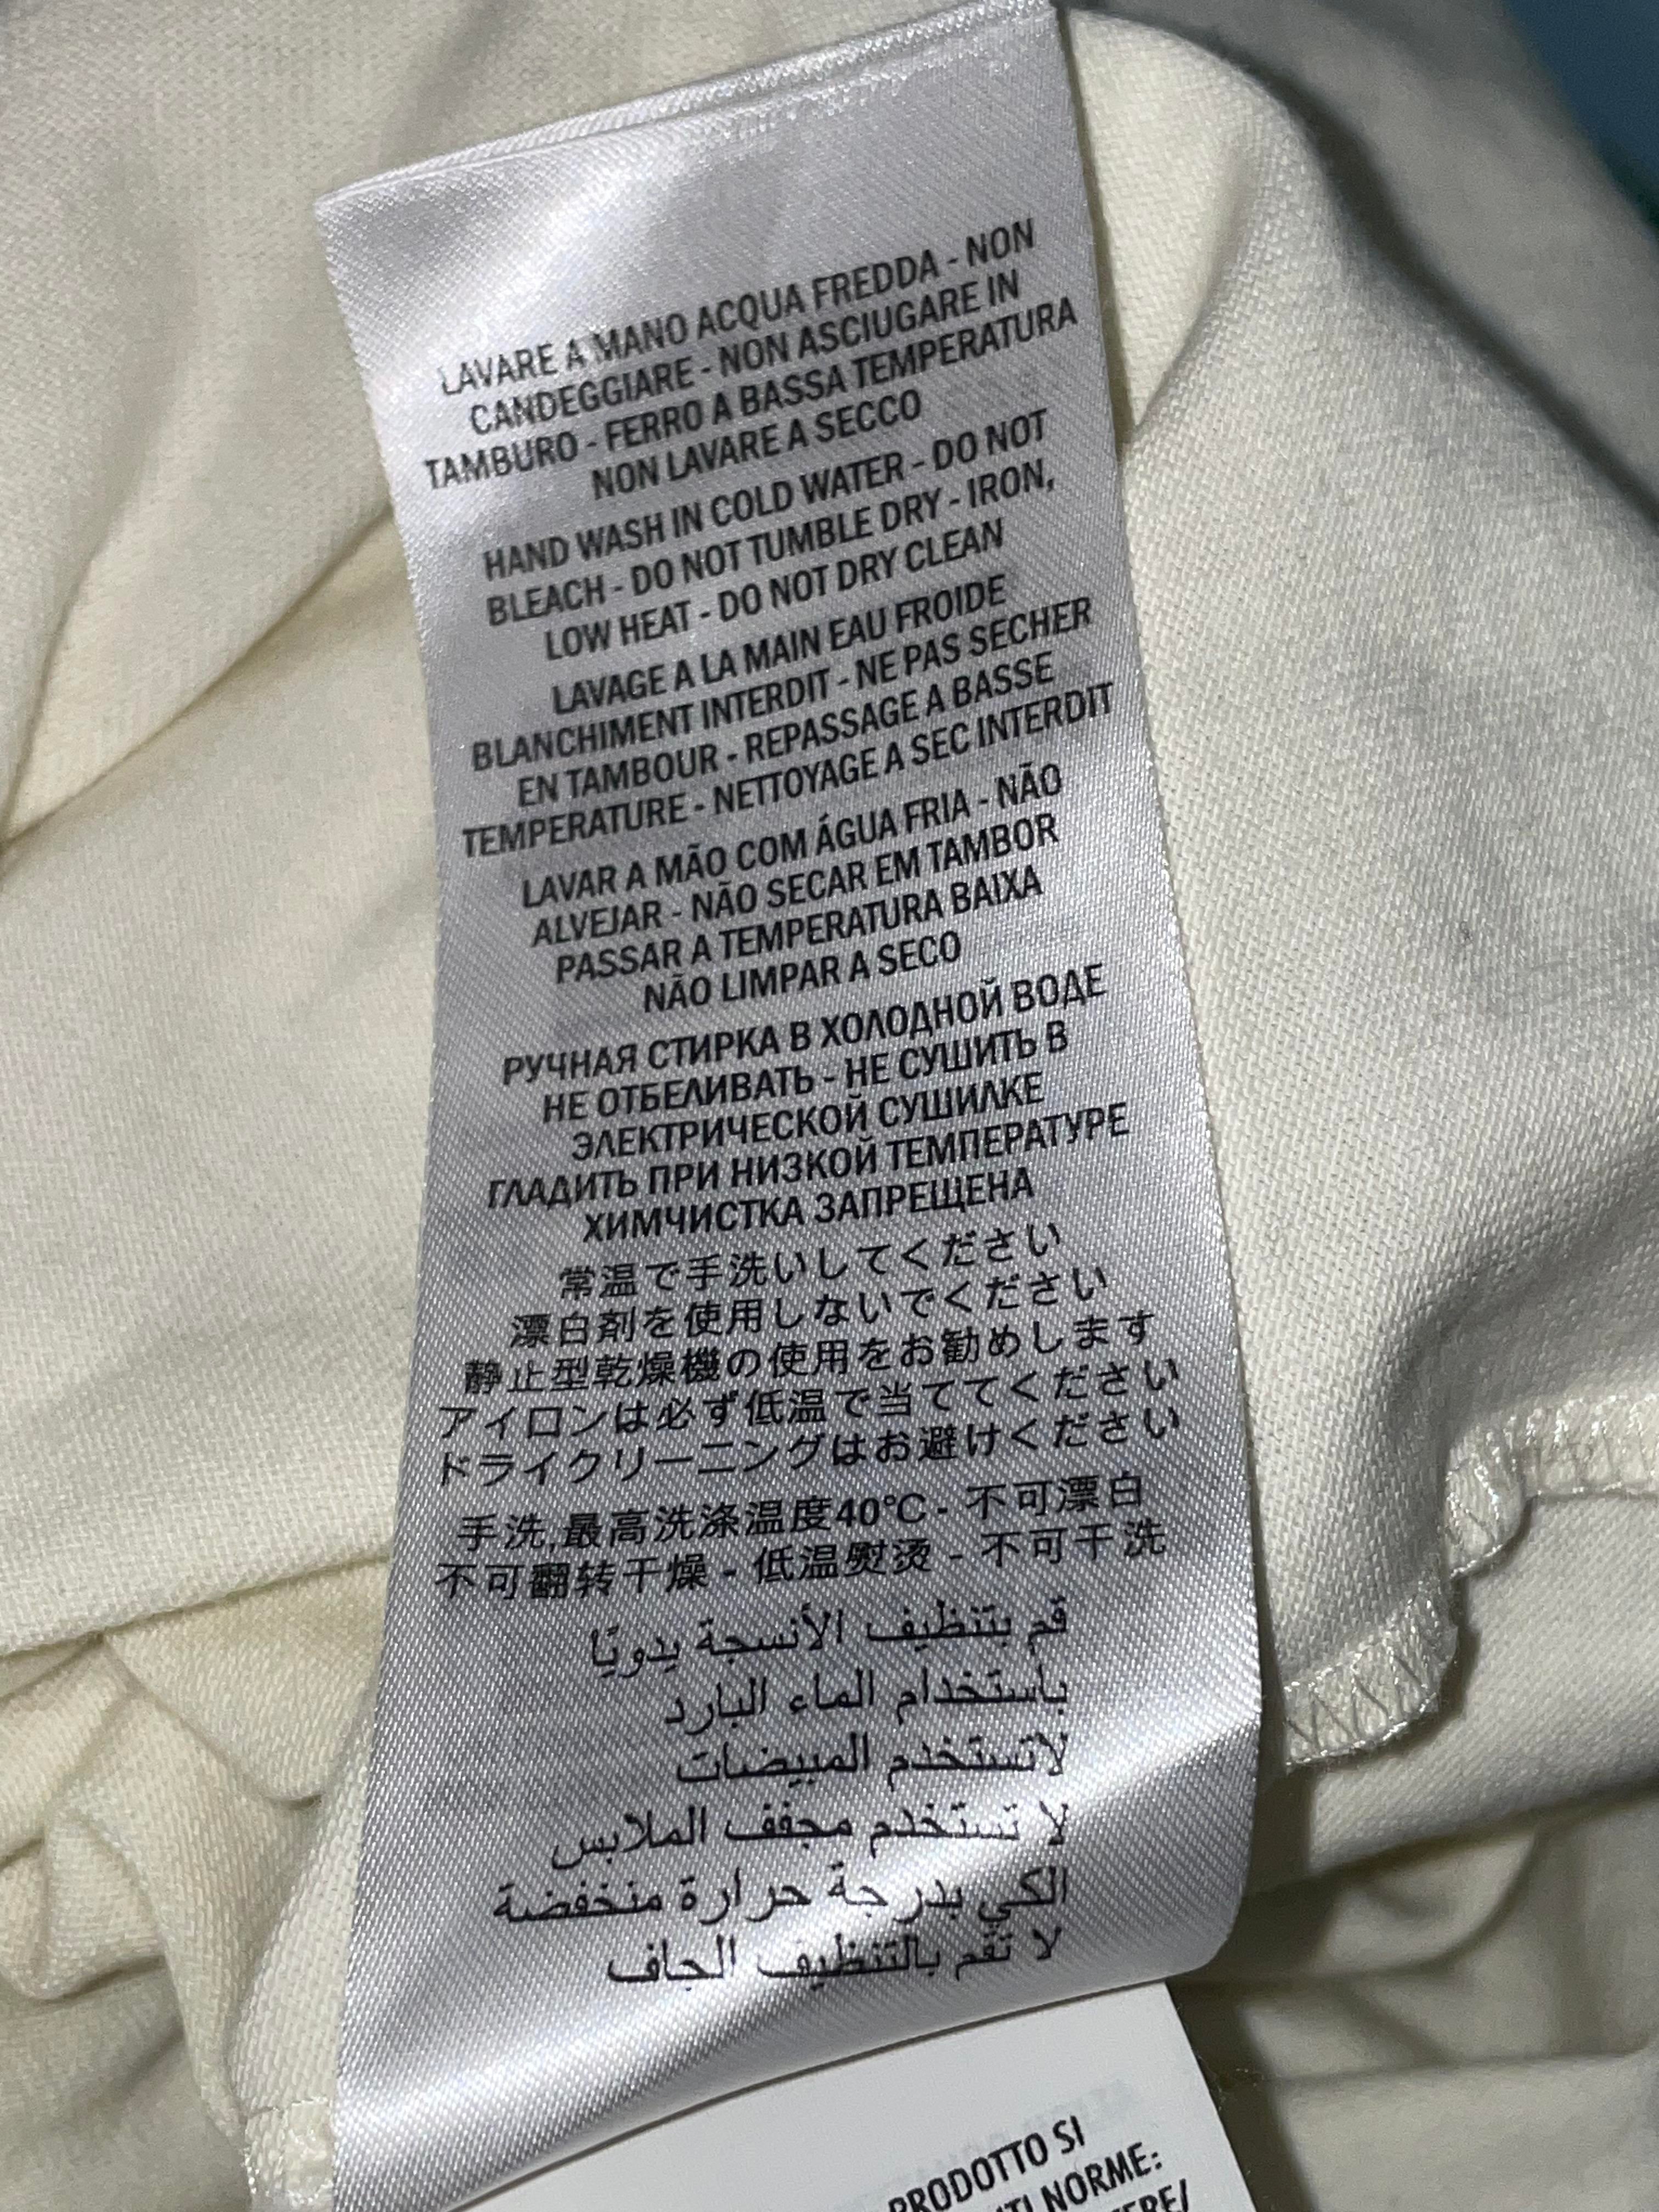 LAVARE A MANO ACQUA FREDDA - NON
CANDEGGIARE - NON ASCIUGARE IN
TAMBURO - FERRO A BASSA TEMPERATURA
NON LAVARE A SECCO
HAND WASH IN COLD WATER - DO NOT
BLEACH - DO NOT TUMBLE DRY - IRON,
LOW HEAT - DO NOT DRY CLEAN
LAVAGE A LA MAIN EAU FROIDE
BLANCHIMENT INTERDIT - NE PAS SECHER
EN TAMBOUR - REPASSAGE A BASSE
TEMPERATURE - NETTOYAGE A SEC INTERDIT
LAVAR A MÃO COM ÁGUA FRIA - NÃO
ALVEJAR - NÃO SECAR EM TAMBOR
PASSAR A TEMPERATURA BAIXA
NÃO LIMPAR A SECO
РУЧНАЯ СТИРКА В ХОЛОДНОЙ ВОДЕ
НЕ ОТБЕЛИВАТЬ - НЕ СУШИТЬ В
ЭЛЕКТРИЧЕСКОЙ СУШИЛКЕ
ГЛАДИТЬ ПРИ НИЗКОЙ ТЕМПЕРАТУРЕ
ХИМЧИСТКА ЗАПРЕЩЕНА
常温で手洗いしてください
漂白剤を使用しないでください
静止型乾燥機の使用をお勧めします
アイロンは必ず低温で当ててください
ドライクリーニングはお避けください
手洗,最高洗涤温度40°C - 不可漂白
不可翻转干燥 - 低温熨烫 - 不可干洗
قم بتنظيف الأنسجة يدويًا
باستخدام الماء البارد
لاتستخدم المبيضات
لا تستخدم مجفف الملابس
الكي بدرجة حرارة منخفضة
لا تقم بالتنظيف الجاف
PRODOTTO SI
NORME: